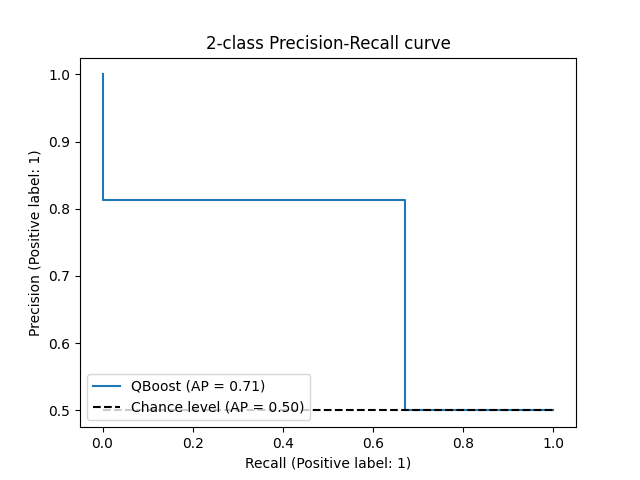 2-class Precision-Recall curve
Precision (Positive label: 1)
1.0
0.9
0.8
0.7
0.6
0.5
QBoost (AP = 0.71)
Chance level (AP = 0.50)
0.0 0.2 0.4 0.6 0.8 1.0
Recall (Positive label: 1)